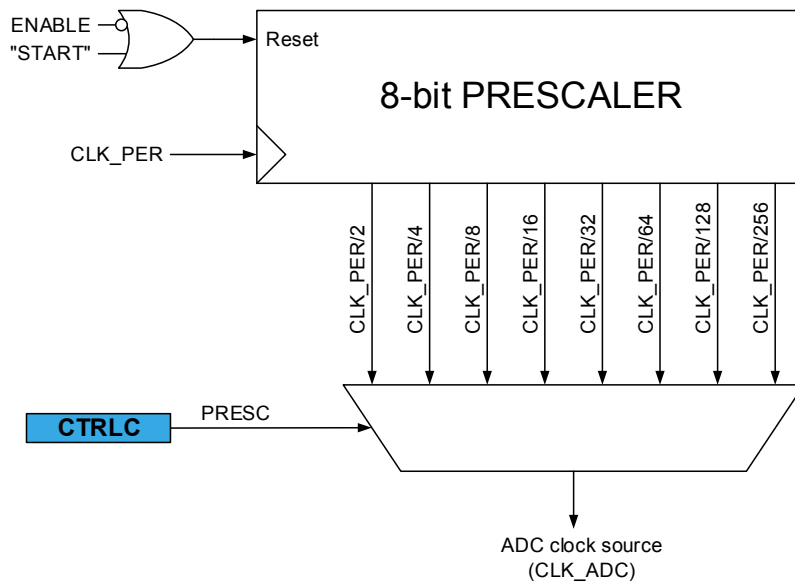 ENABLE
"START"
Reset
8-bit PRESCALER
CLK_PER
CLK_PER/2
CLK_PER/4
CLK_PER/8
CLK_PER/16
CLK_PER/32
CLK_PER/64
CLK_PER/128
CLK_PER/256
CTRLC
PRESC
ADC clock source
(CLK_ADC)